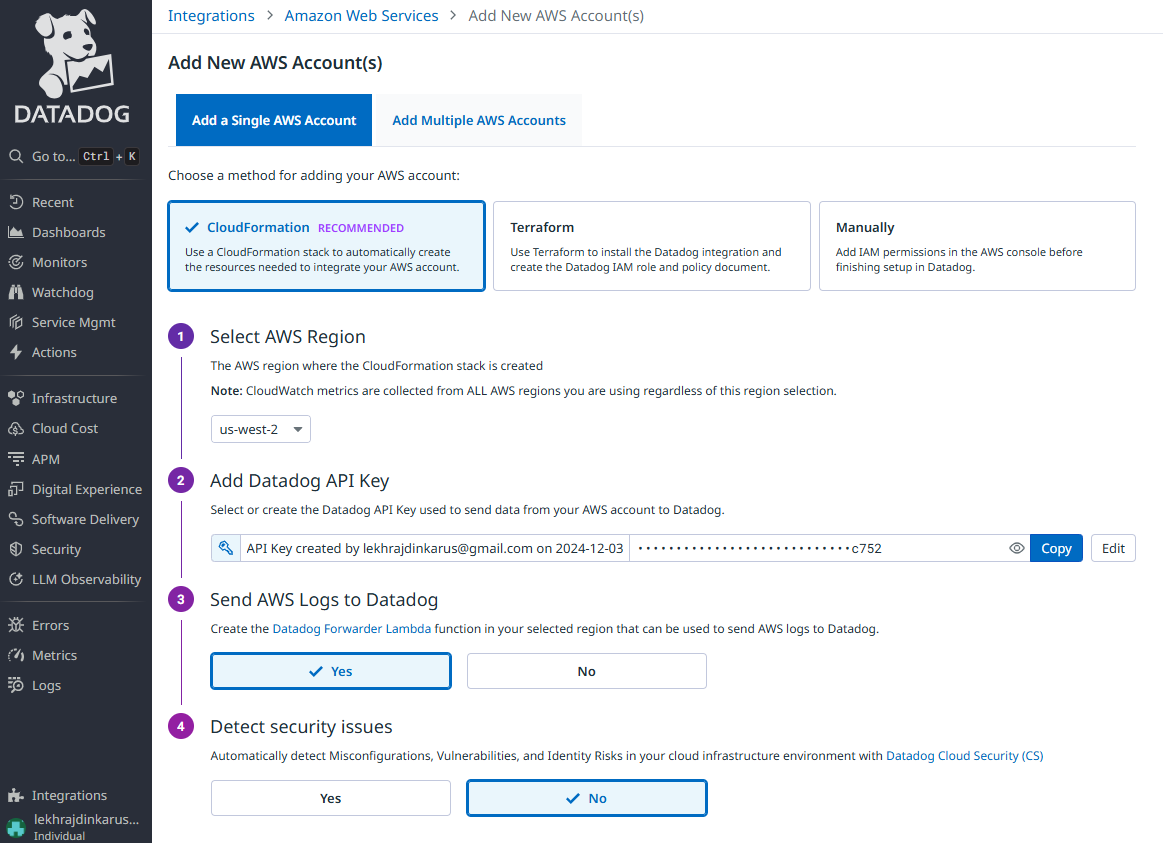 DATADOG
Go to... Ctrl + K
Recent
Dashboards
Monitors
Watchdog
Service Mgmt
Actions
Infrastructure
Cloud Cost
APM
Digital Experience
Software Delivery
Security
LLM Observability
Errors
Metrics
Logs
Integrations
lekhrajdinkarus...
Individual
Integrations > Amazon Web Services > Add New AWS Account(s)
Add New AWS Account(s)
Add a Single AWS Account
Add Multiple AWS Accounts
Choose a method for adding your AWS account:
CloudFormation RECOMMENDED
Use a CloudFormation stack to automatically create
the resources needed to integrate your AWS account.
Terraform
Use Terraform to install the Datadog integration and
create the Datadog IAM role and policy document.
Manually
Add IAM permissions in the AWS console before
finishing setup in Datadog.
1 Select AWS Region
The AWS region where the CloudFormation stack is created
Note: CloudWatch metrics are collected from ALL AWS regions you are using regardless of this region selection.
us-west-2
2 Add Datadog API Key
Select or create the Datadog API Key used to send data from your AWS account to Datadog.
API Key created by lekhrajdinkarus@gmail.com on 2024-12-03 ••••••••••••••••••••••••••••c752 Copy Edit
3 Send AWS Logs to Datadog
Create the Datadog Forwarder Lambda function in your selected region that can be used to send AWS logs to Datadog.
Yes No
4 Detect security issues
Automatically detect Misconfigurations, Vulnerabilities, and Identity Risks in your cloud infrastructure environment with Datadog Cloud Security (CS)
Yes No